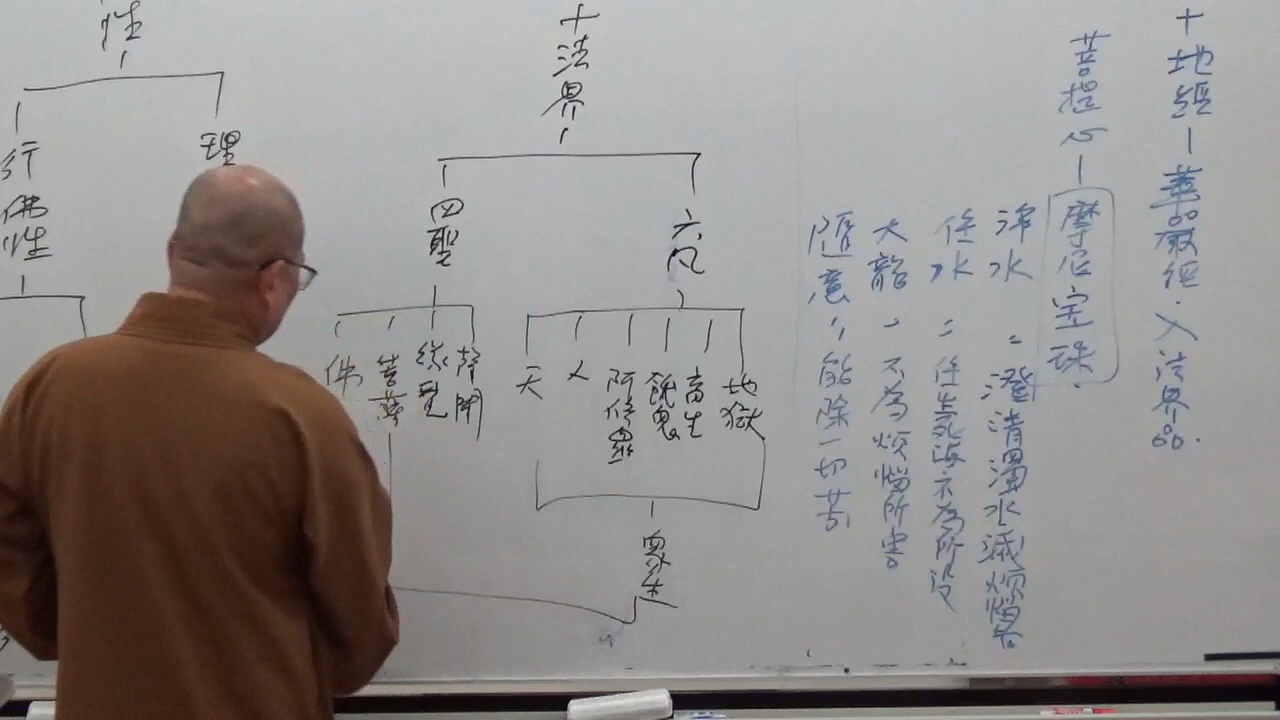 十地經－華嚴經．入法界品．
菩提心－摩尼宝珠．
淨水〃澄清濁水滅煩惱苦
住水〃住生死海不為所沒
大龍〃不為煩惱所害
隨意〃能除一切苦
十法界
六凡
四聖
地獄
畜生
餓鬼
阿修羅
人
天
聲聞
緣覺
菩薩
佛
眾生
性
理
行佛性